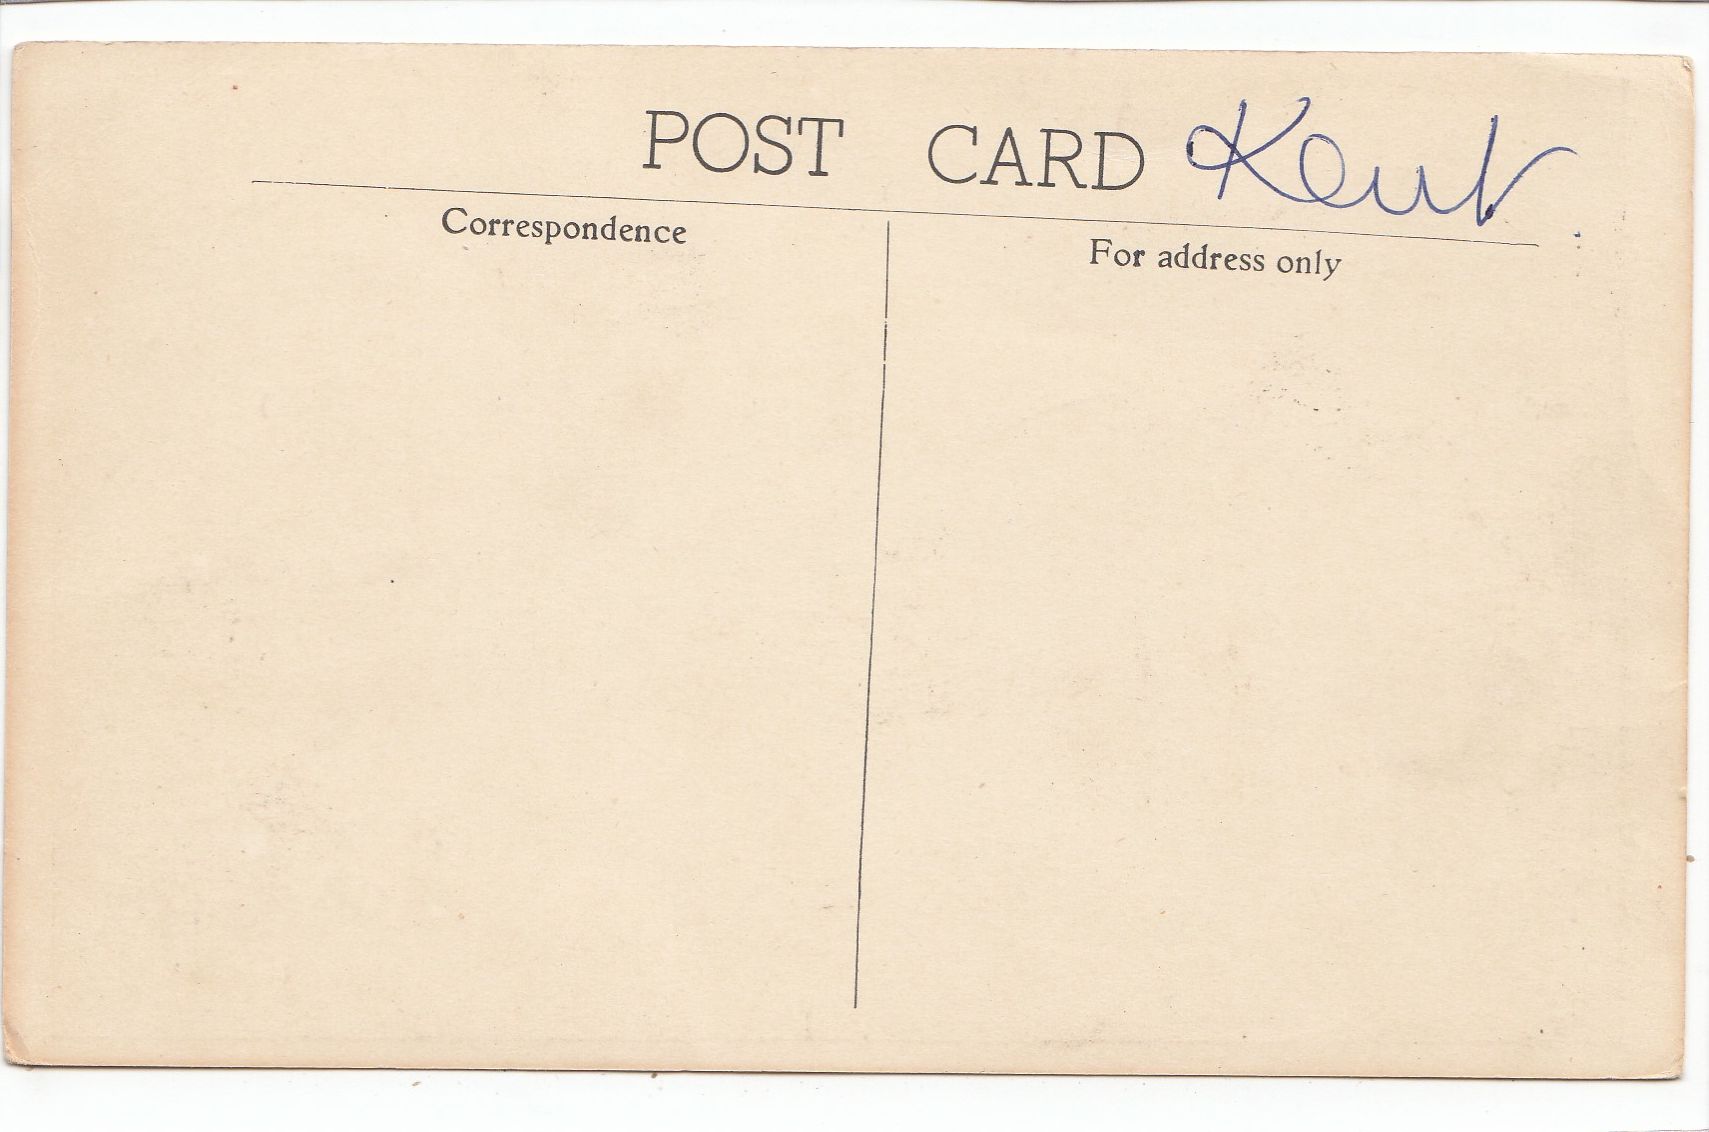 POST CARD Kent.
Correspondence
For address only